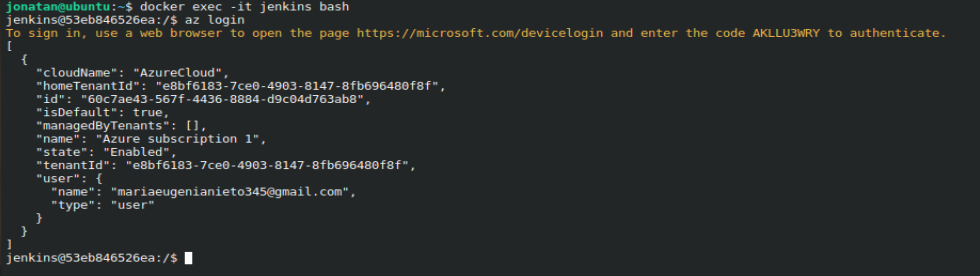 jonatan@ubuntu:~$ docker exec -it jenkins bash
jenkins@53eb846526ea:/$ az login
To sign in, use a web browser to open the page https://microsoft.com/devicelogin and enter the code AKLLU3WRY to authenticate.
[
  {
    "cloudName": "AzureCloud",
    "homeTenantId": "e8bf6183-7ce0-4903-8147-8fb696480f8f",
    "id": "60c7ae43-567f-4436-8884-d9c04d763ab8",
    "isDefault": true,
    "managedByTenants": [],
    "name": "Azure subscription 1",
    "state": "Enabled",
    "tenantId": "e8bf6183-7ce0-4903-8147-8fb696480f8f",
    "user": {
      "name": "mariaeugenianieto345@gmail.com",
      "type": "user"
    }
  }
]
jenkins@53eb846526ea:/$